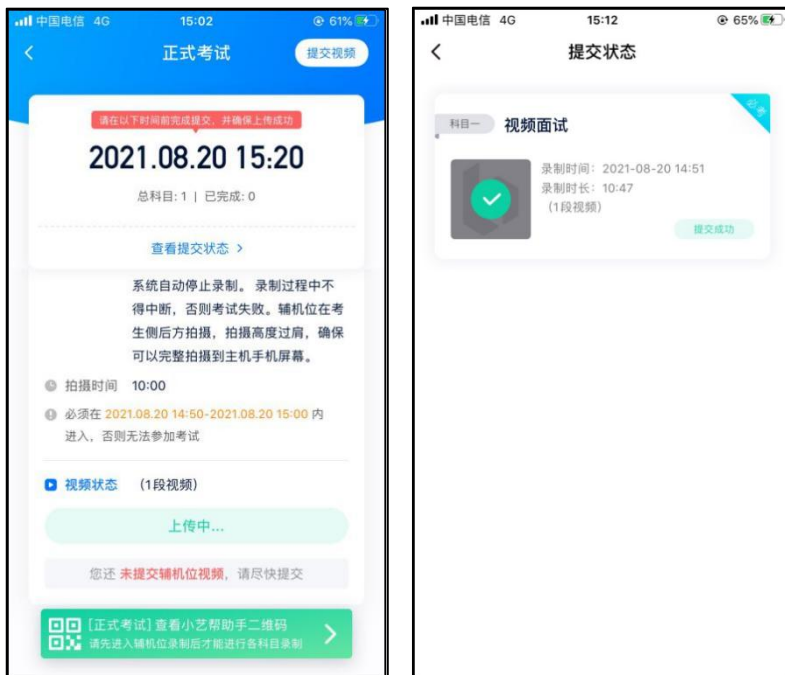 中国电信 4G 15:02 61%
正式考试 提交视频
请在以下时间前完成提交，并确保上传成功
2021.08.20 15:20
总科目: 1 | 已完成: 0
查看提交状态 >
系统自动停止录制。 录制过程中不
得中断，否则考试失败。辅机位在考
生侧后方拍摄，拍摄高度过肩，确保
可以完整拍摄到主机手机屏幕。
拍摄时间 10:00
必须在 2021.08.20 14:50-2021.08.20 15:00 内
进入，否则无法参加考试
视频状态 (1段视频)
上传中...
您还 未提交辅机位视频，请尽快提交
[正式考试] 查看小艺帮助手二维码
请先进入辅机位录制后才能进行各科目录制
中国电信 4G 15:12 65%
提交状态
必考
科目一 视频面试
录制时间：2021-08-20 14:51
录制时长：10:47
(1段视频)
提交成功